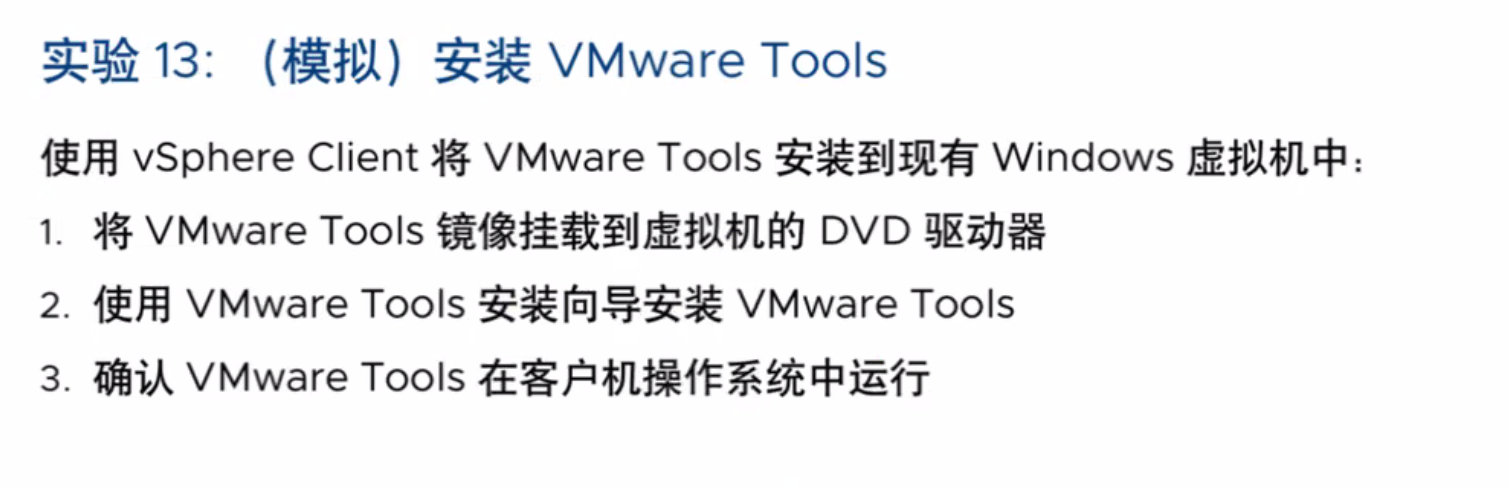 实验 13：（模拟）安装 VMware Tools
使用 vSphere Client 将 VMware Tools 安装到现有 Windows 虚拟机中：
1. 将 VMware Tools 镜像挂载到虚拟机的 DVD 驱动器
2. 使用 VMware Tools 安装向导安装 VMware Tools
3. 确认 VMware Tools 在客户机操作系统中运行